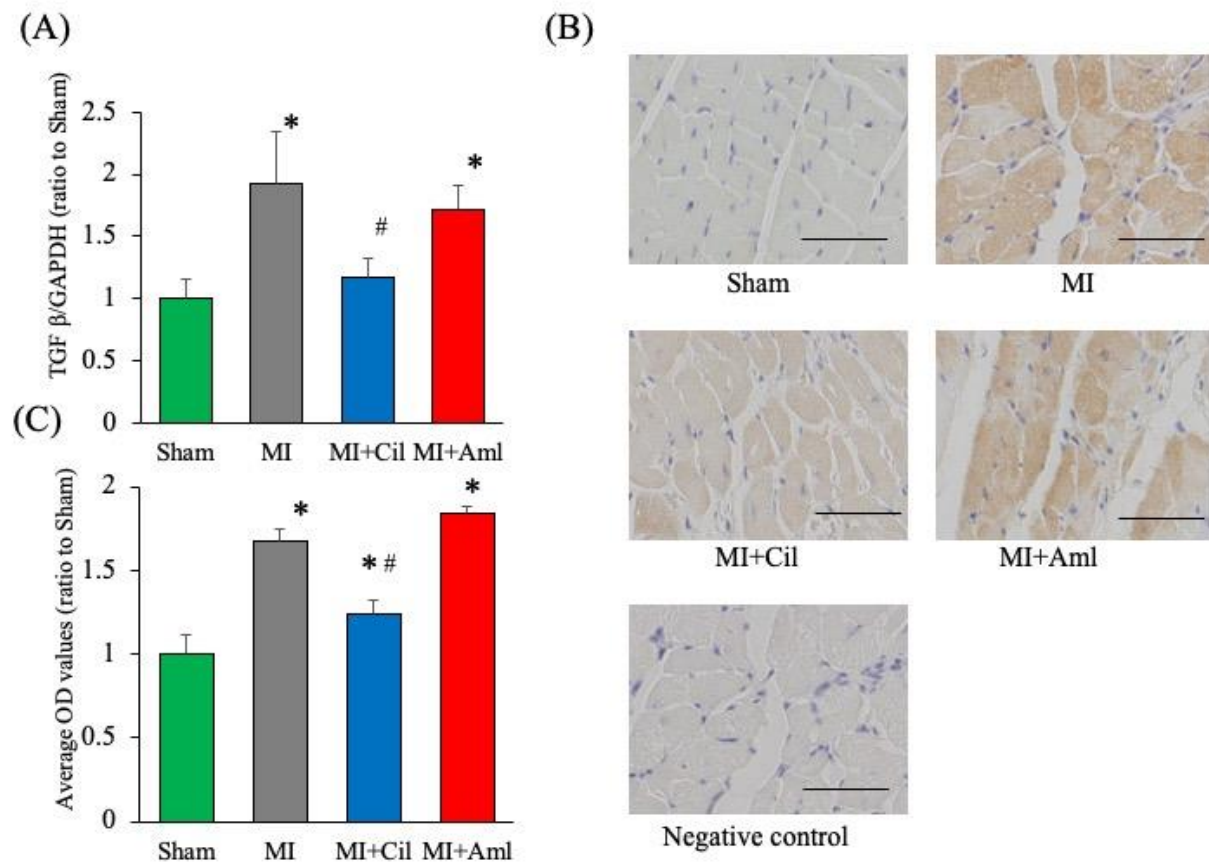 (A)
TGF β/GAPDH (ratio to Sham)
2.5
2
1.5
1
0.5
0
*
#
*
Sham MI MI+Cil MI+Aml
(C)
Average OD values (ratio to Sham)
2
1.5
1
0.5
0
*
* #
*
Sham MI MI+Cil MI+Aml
(B)
Sham
MI
MI+Cil
MI+Aml
Negative control